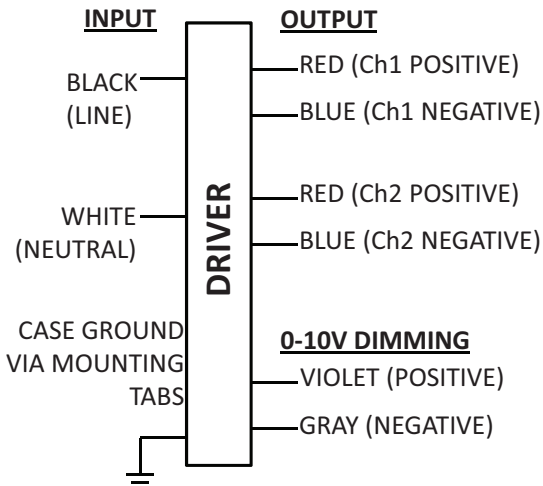 INPUT
BLACK
(LINE)
WHITE
(NEUTRAL)
CASE GROUND
VIA MOUNTING
TABS
DRIVER
OUTPUT
RED (Ch1 POSITIVE)
BLUE (Ch1 NEGATIVE)
RED (Ch2 POSITIVE)
BLUE (Ch2 NEGATIVE)
0-10V DIMMING
VIOLET (POSITIVE)
GRAY (NEGATIVE)